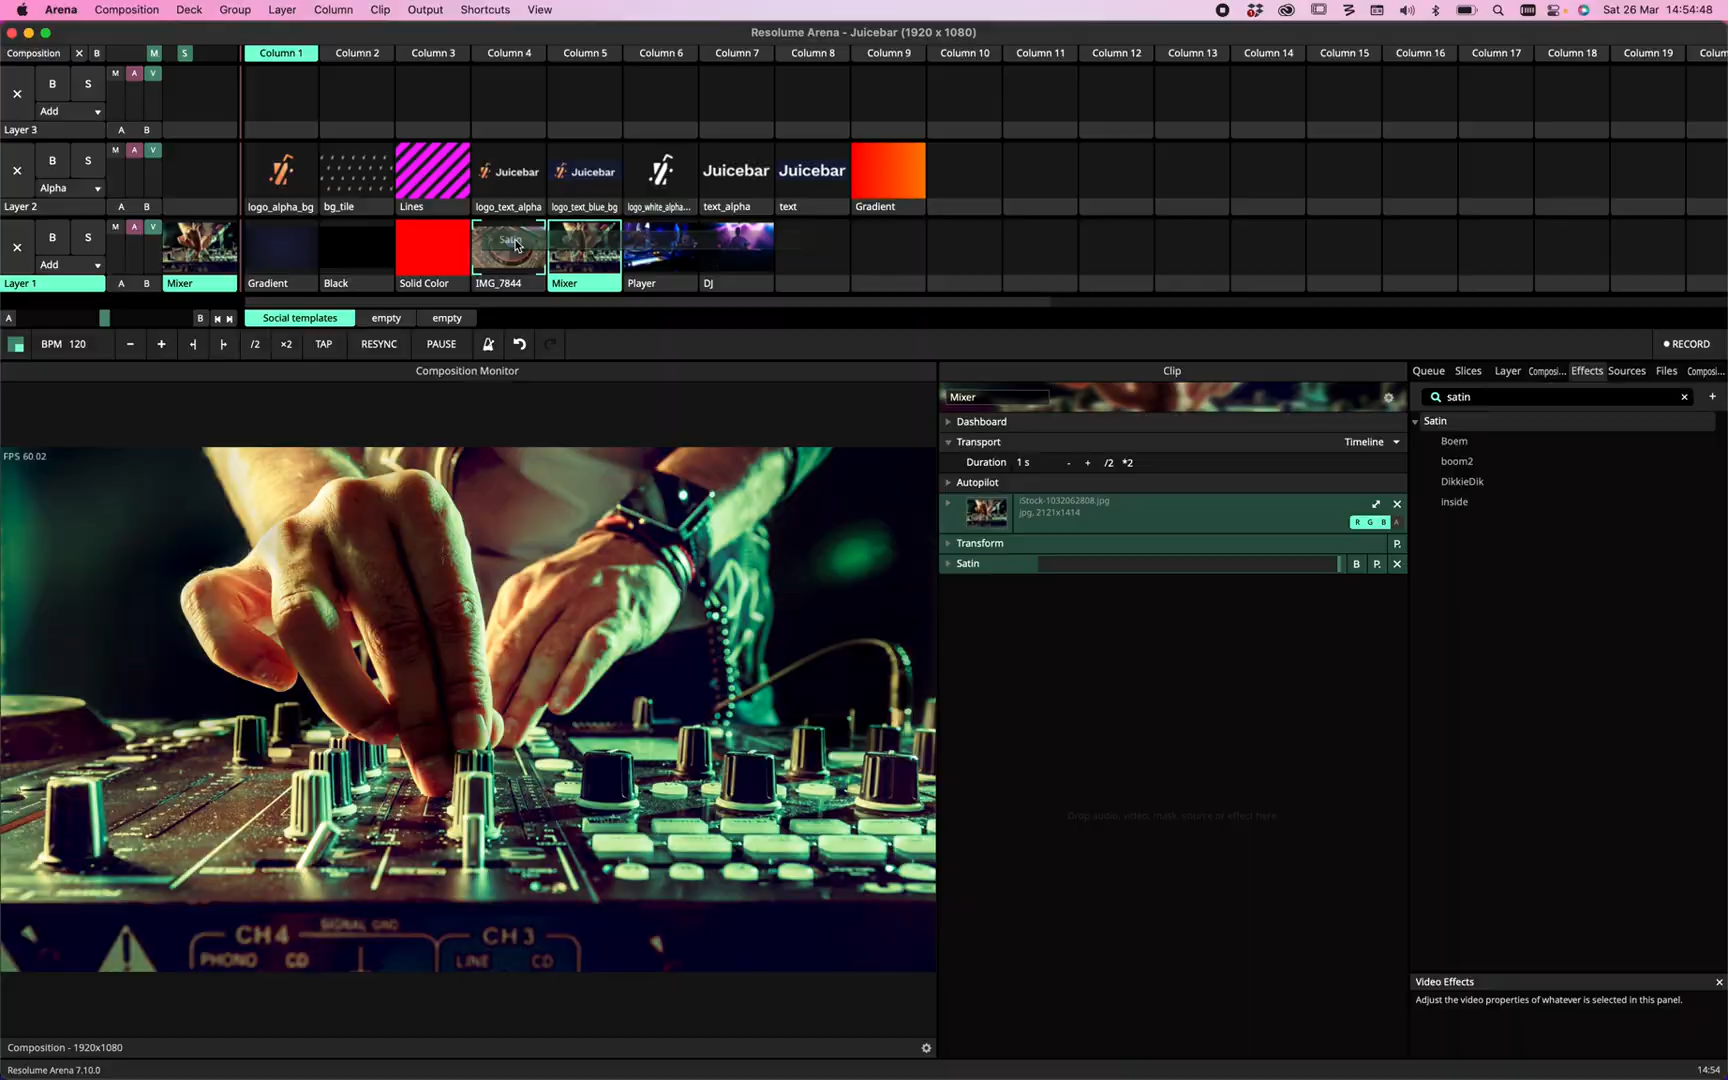 Arena Composition Deck Group Layer Column Clip Output Shortcuts View Sat 26 Mar 14:54:48
Resolume Arena - Juicebar (1920 x 1080)
Composition B M S Column 1 Column 2 Column 3 Column 4 Column 5 Column 6 Column 7 Column 8 Column 9 Column 10 Column 11 Column 12 Column 13 Column 14 Column 15 Column 16 Column 17 Column 18 Column 19 Colum
B S M A V
Add
Layer 3 A B
B S M A V
Juicebar Juicebar Juicebar Juicebar
Alpha
Layer 2 A B logo_alpha_bg bg_tile Lines logo_text_alpha logo_text_blue_bg logo_white_alpha... text_alpha text Gradient
B S M A V
Satin
Add
Layer 1 A B Mixer Gradient Black Solid Color IMG_7844 Mixer Player DJ
A B Social templates empty empty
BPM 120 - + /2 ×2 TAP RESYNC PAUSE RECORD
Composition Monitor Clip Queue Slices Layer Composi... Effects Sources Files Composi...
Mixer satin +
Dashboard Satin
Transport Timeline Boem
FPS 60.02
Duration 1 s - + /2 *2 boom2
Autopilot DikkieDik
iStock-1032062808.jpg inside
jpg, 2121x1414
R G B A
Transform P.
Satin B P.
Drop audio, video, mask, source or effect here.
SIGNAL GND
CH4 CH3
PHONO CD LINE CD
Video Effects
Adjust the video properties of whatever is selected in this panel.
Composition - 1920x1080
Resolume Arena 7.10.0 14:54